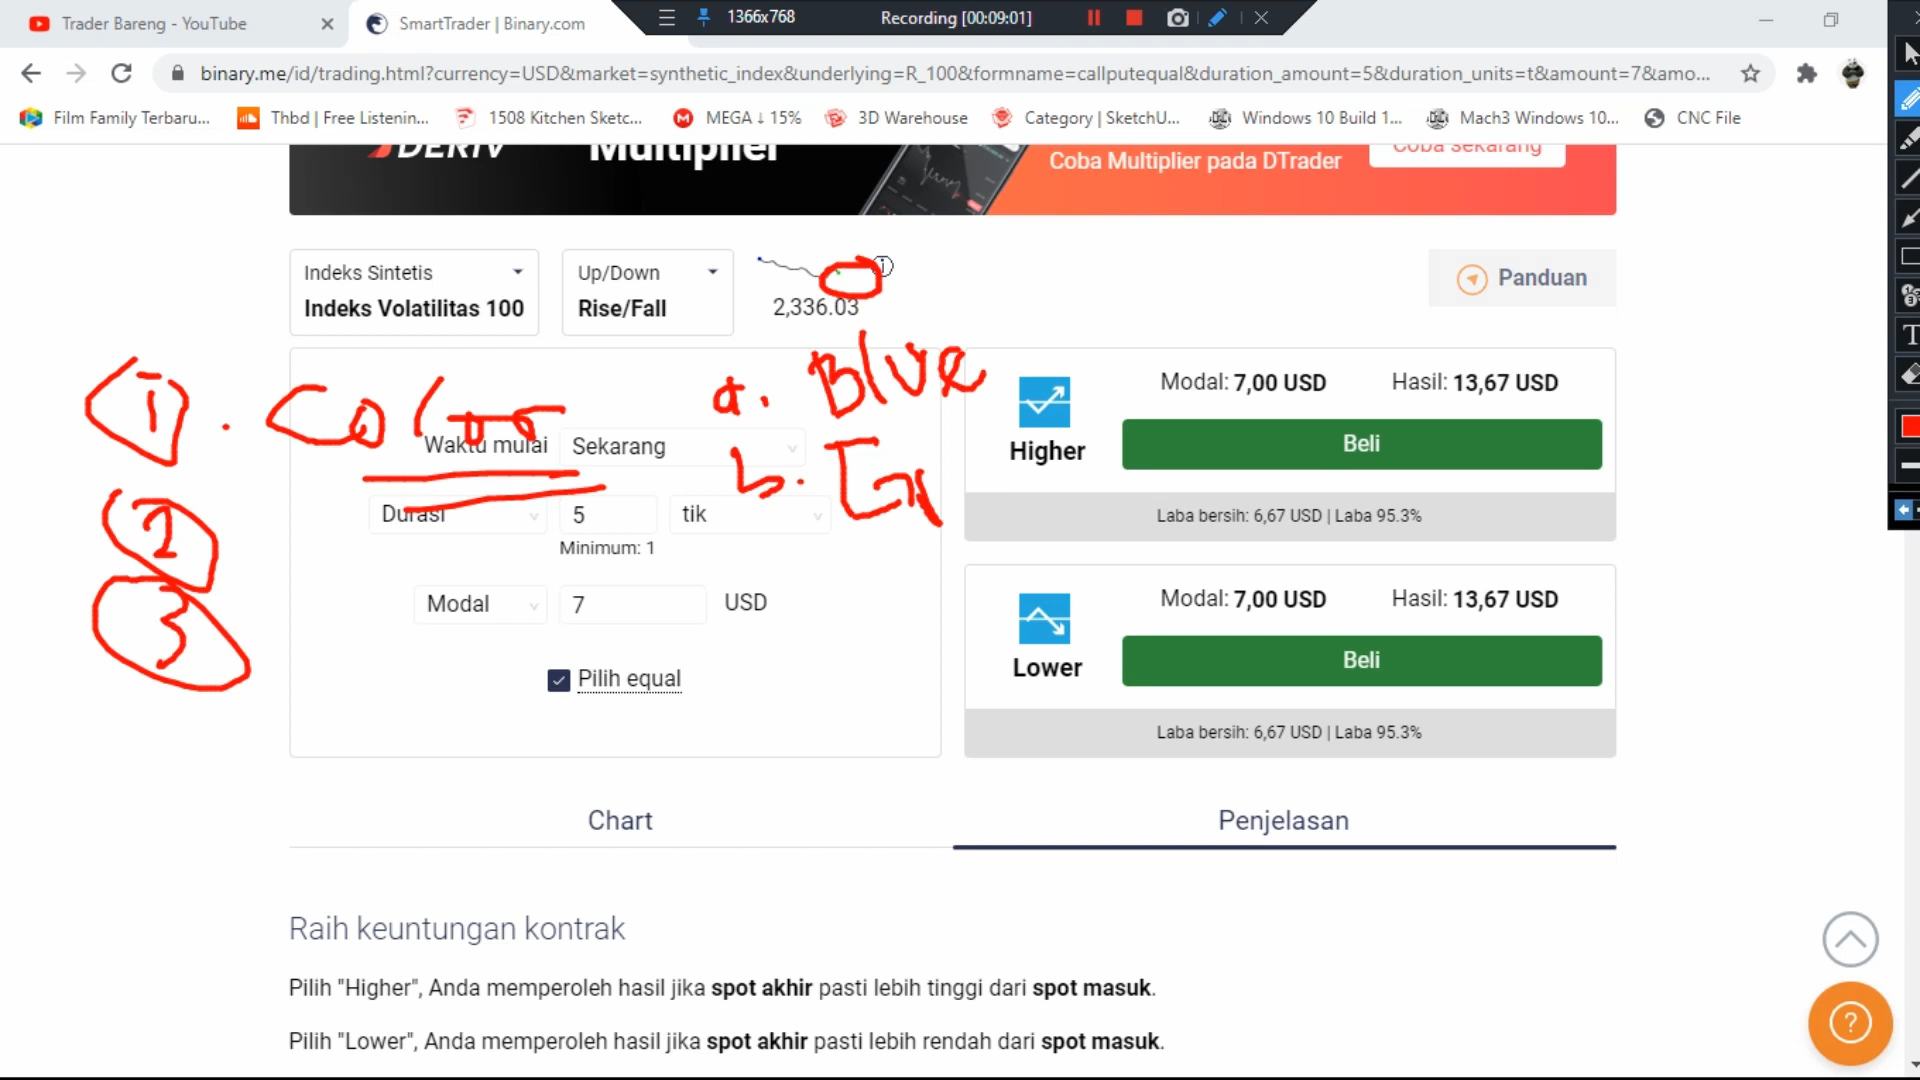 Trader Bareng - YouTube
SmartTrader | Binary.com
1366x768
Recording [00:09:01]
binary.me/id/trading.html?currency=USD&market=synthetic_index&underlying=R_100&formname=callputequal&duration_amount=5&duration_units=t&amount=7&amo...
Film Family Terbaru...
Thbd | Free Listenin...
1508 Kitchen Sketc...
MEGA ↓ 15%
3D Warehouse
Category | SketchU...
Windows 10 Build 1...
Mach3 Windows 10...
CNC File
DERIV
Multiplier
Coba Multiplier pada DTrader
Coba sekarang
Indeks Sintetis
Indeks Volatilitas 100
Up/Down
Rise/Fall
2,336.03
Panduan
1. Color
a. Blue
b.
2
3
Waktu mulai
Sekarang
Durasi
5
tik
Minimum: 1
Modal
7
USD
Pilih equal
Higher
Modal: 7,00 USD
Hasil: 13,67 USD
Beli
Laba bersih: 6,67 USD | Laba 95.3%
Lower
Modal: 7,00 USD
Hasil: 13,67 USD
Beli
Laba bersih: 6,67 USD | Laba 95.3%
Chart
Penjelasan
Raih keuntungan kontrak
Pilih "Higher", Anda memperoleh hasil jika spot akhir pasti lebih tinggi dari spot masuk.
Pilih "Lower", Anda memperoleh hasil jika spot akhir pasti lebih rendah dari spot masuk.